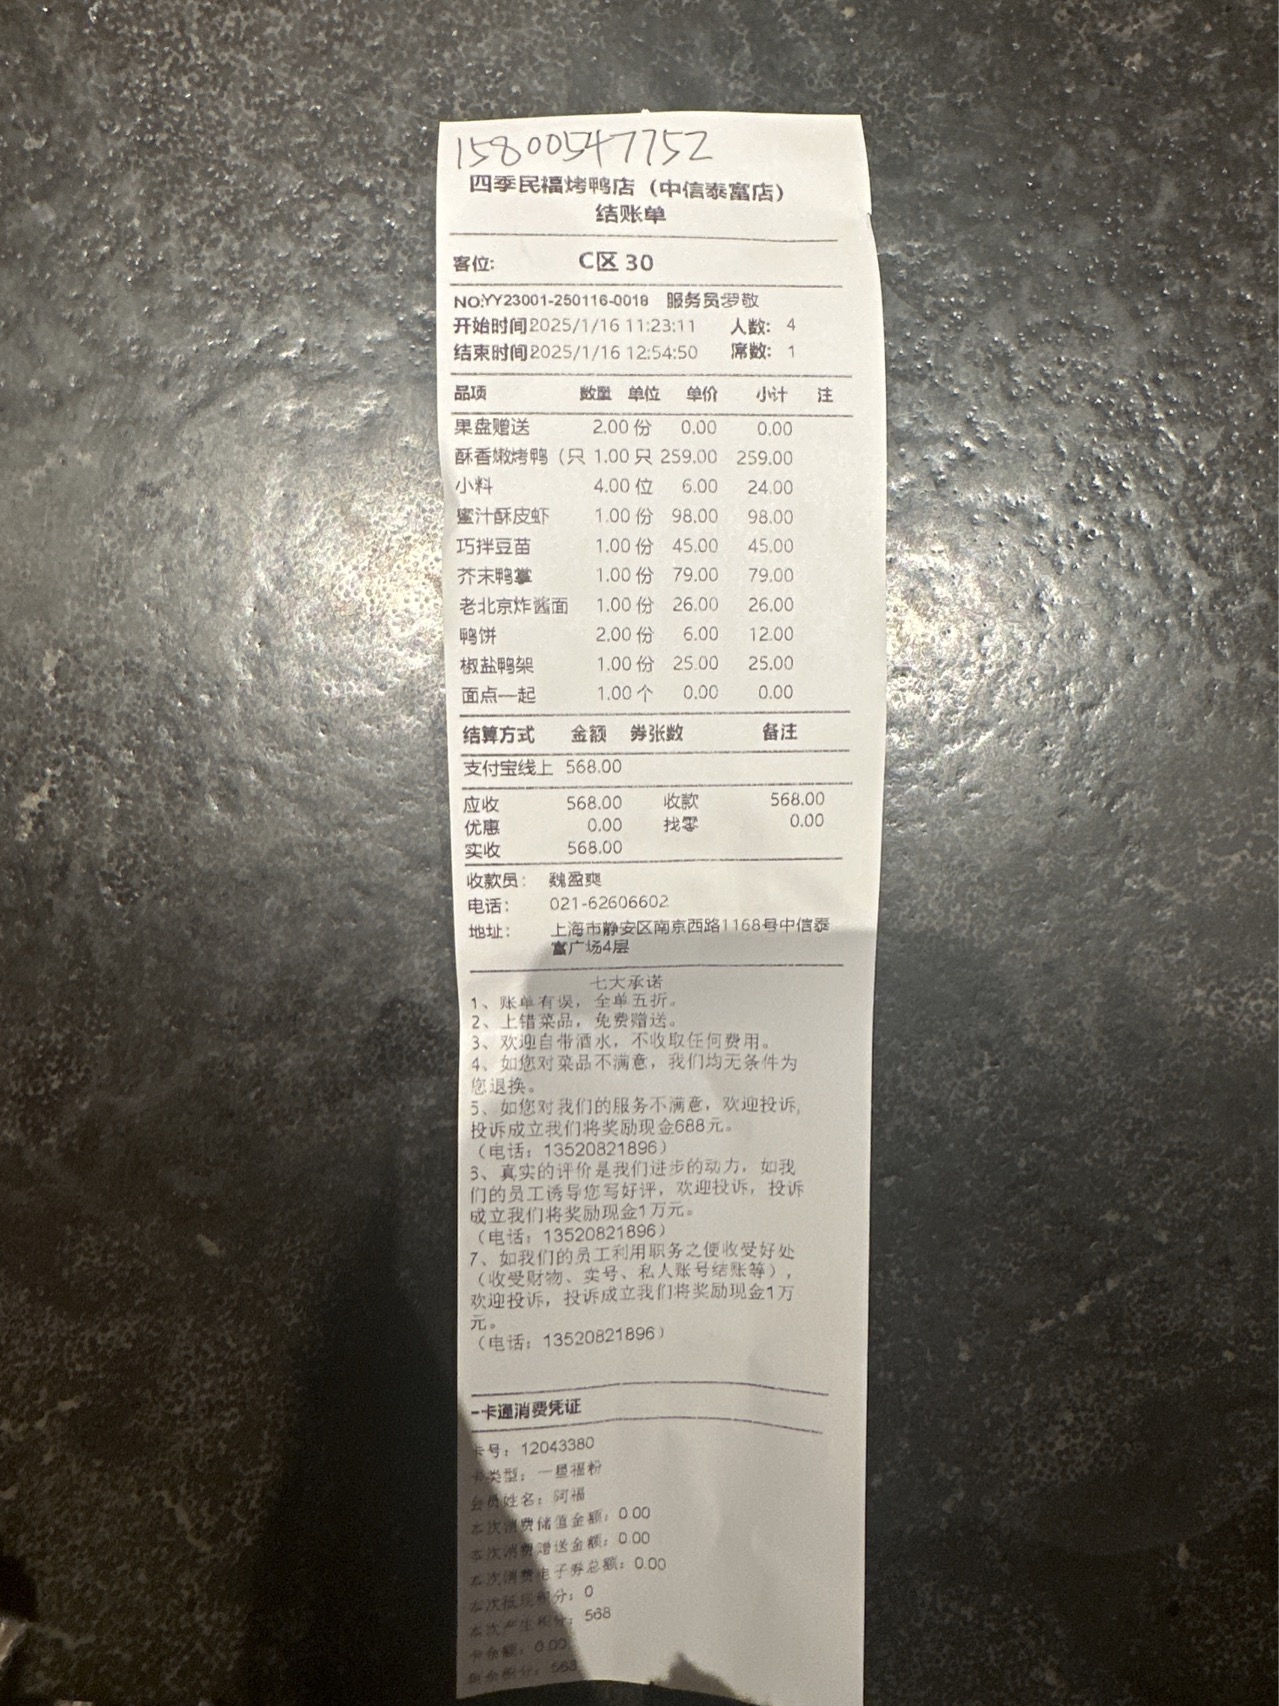 15800547752
四季民福烤鸭店（中信泰富店）
结账单
客位: C区 30
NO:YY23001-250116-0018 服务员:罗敬
开始时间2025/1/16 11:23:11 人数: 4
结束时间2025/1/16 12:54:50 席数: 1
品项 数量 单位 单价 小计 注
果盘赠送 2.00 份 0.00 0.00
酥香嫩烤鸭（只 1.00 只 259.00 259.00
小料 4.00 位 6.00 24.00
蜜汁酥皮虾 1.00 份 98.00 98.00
巧拌豆苗 1.00 份 45.00 45.00
芥末鸭掌 1.00 份 79.00 79.00
老北京炸酱面 1.00 份 26.00 26.00
鸭饼 2.00 份 6.00 12.00
椒盐鸭架 1.00 份 25.00 25.00
面点一起 1.00 个 0.00 0.00
结算方式 金额 券张数 备注
支付宝线上 568.00
应收 568.00 收款 568.00
优惠 0.00 找零 0.00
实收 568.00
收款员: 魏盈爽
电话: 021-62606602
地址: 上海市静安区南京西路1168号中信泰
富广场4层
七大承诺
1、账单有误，全单五折。
2、上错菜品，免费赠送。
3、欢迎自带酒水，不收取任何费用。
4、如您对菜品不满意，我们均无条件为
您退换。
5、如您对我们的服务不满意，欢迎投诉,
投诉成立我们将奖励现金688元。
（电话：13520821896）
6、真实的评价是我们进步的动力，如我
们的员工诱导您写好评，欢迎投诉，投诉
成立我们将奖励现金1万元。
（电话：13520821896）
7、如我们的员工利用职务之便收受好处
（收受财物、卖号、私人账号结账等），
欢迎投诉，投诉成立我们将奖励现金1万
元。
（电话：13520821896）
一卡通消费凭证
卡号：12043380
卡类型：一星福粉
会员姓名：阿福
本次消费储值金额：0.00
本次消费赠送金额：0.00
本次消费电子券总额：0.00
本次抵现积分：0
本次产生积分：568
卡余额：0.00
剩余积分：568